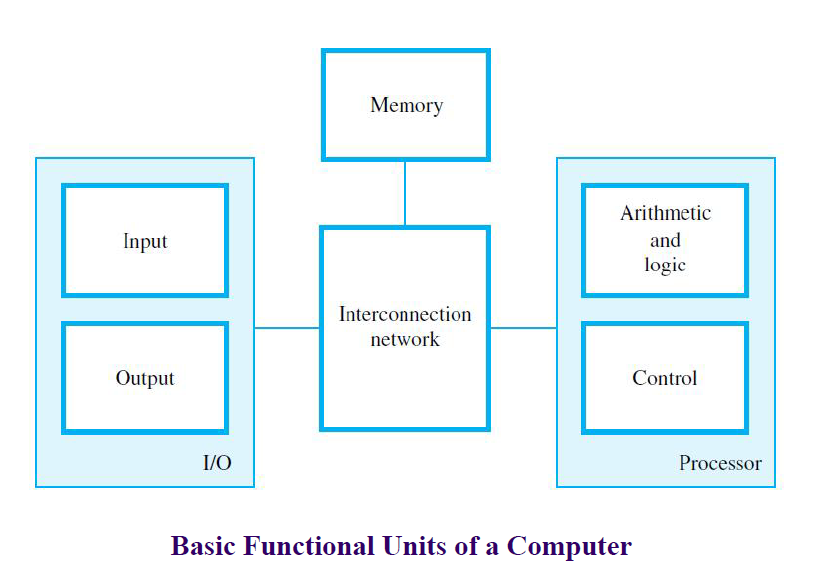 Memory
Input
Output
I/O
Interconnection
network
Arithmetic
and
logic
Control
Processor
Basic Functional Units of a Computer